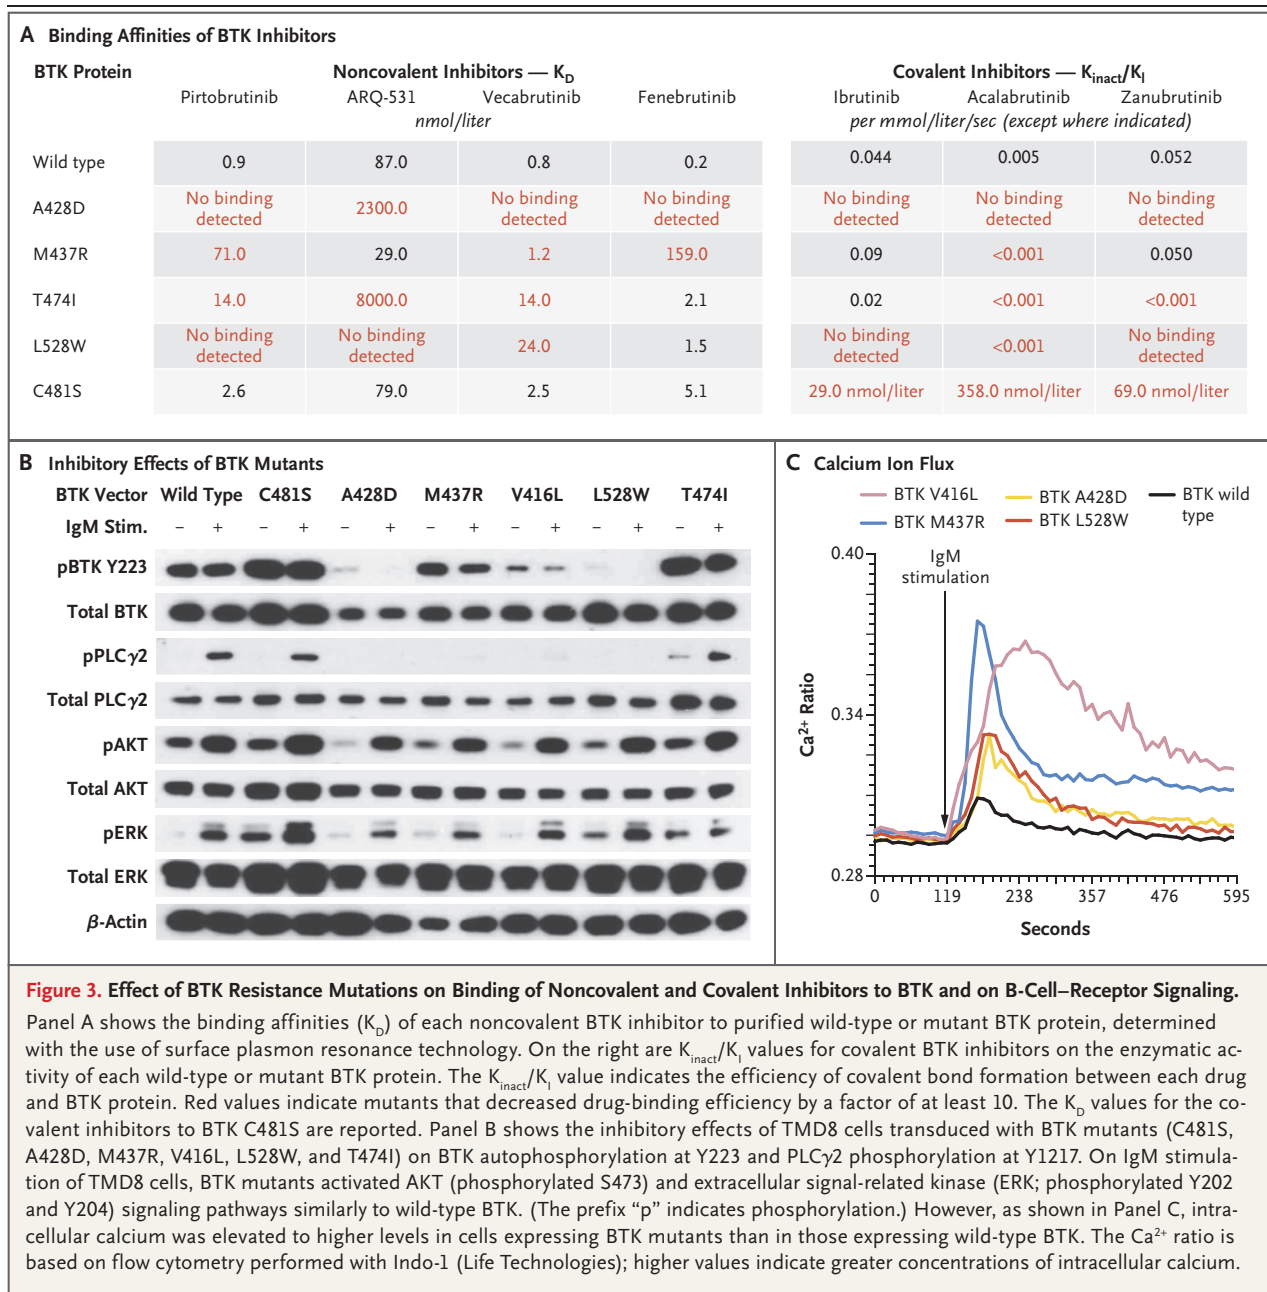 A Binding Affinities of BTK Inhibitors
BTK Protein Noncovalent Inhibitors — KD Covalent Inhibitors — Kinact/KI
Pirtobrutinib ARQ-531 Vecabrutinib Fenebrutinib Ibrutinib Acalabrutinib Zanubrutinib
nmol/liter per mmol/liter/sec (except where indicated)
Wild type 0.9 87.0 0.8 0.2 0.044 0.005 0.052
A428D No binding detected 2300.0 No binding detected No binding detected No binding detected No binding detected No binding detected
M437R 71.0 29.0 1.2 159.0 0.09 <0.001 0.050
T474I 14.0 8000.0 14.0 2.1 0.02 <0.001 <0.001
L528W No binding detected No binding detected 24.0 1.5 No binding detected <0.001 No binding detected
C481S 2.6 79.0 2.5 5.1 29.0 nmol/liter 358.0 nmol/liter 69.0 nmol/liter
B Inhibitory Effects of BTK Mutants
BTK Vector Wild Type C481S A428D M437R V416L L528W T474I
IgM Stim. – + – + – + – + – + – + – +
pBTK Y223
Total BTK
pPLCγ2
Total PLCγ2
pAKT
Total AKT
pERK
Total ERK
β-Actin
C Calcium Ion Flux
BTK V416L BTK A428D BTK wild type
BTK M437R BTK L528W
IgM stimulation
Ca2+ Ratio
0.40
0.34
0.28
0 119 238 357 476 595
Seconds
Figure 3. Effect of BTK Resistance Mutations on Binding of Noncovalent and Covalent Inhibitors to BTK and on B-Cell–Receptor Signaling.
Panel A shows the binding affinities (KD) of each noncovalent BTK inhibitor to purified wild-type or mutant BTK protein, determined
with the use of surface plasmon resonance technology. On the right are Kinact/KI values for covalent BTK inhibitors on the enzymatic ac-
tivity of each wild-type or mutant BTK protein. The Kinact/KI value indicates the efficiency of covalent bond formation between each drug
and BTK protein. Red values indicate mutants that decreased drug-binding efficiency by a factor of at least 10. The KD values for the co-
valent inhibitors to BTK C481S are reported. Panel B shows the inhibitory effects of TMD8 cells transduced with BTK mutants (C481S,
A428D, M437R, V416L, L528W, and T474I) on BTK autophosphorylation at Y223 and PLCγ2 phosphorylation at Y1217. On IgM stimula-
tion of TMD8 cells, BTK mutants activated AKT (phosphorylated S473) and extracellular signal-related kinase (ERK; phosphorylated Y202
and Y204) signaling pathways similarly to wild-type BTK. (The prefix “p” indicates phosphorylation.) However, as shown in Panel C, intra-
cellular calcium was elevated to higher levels in cells expressing BTK mutants than in those expressing wild-type BTK. The Ca2+ ratio is
based on flow cytometry performed with Indo-1 (Life Technologies); higher values indicate greater concentrations of intracellular calcium.